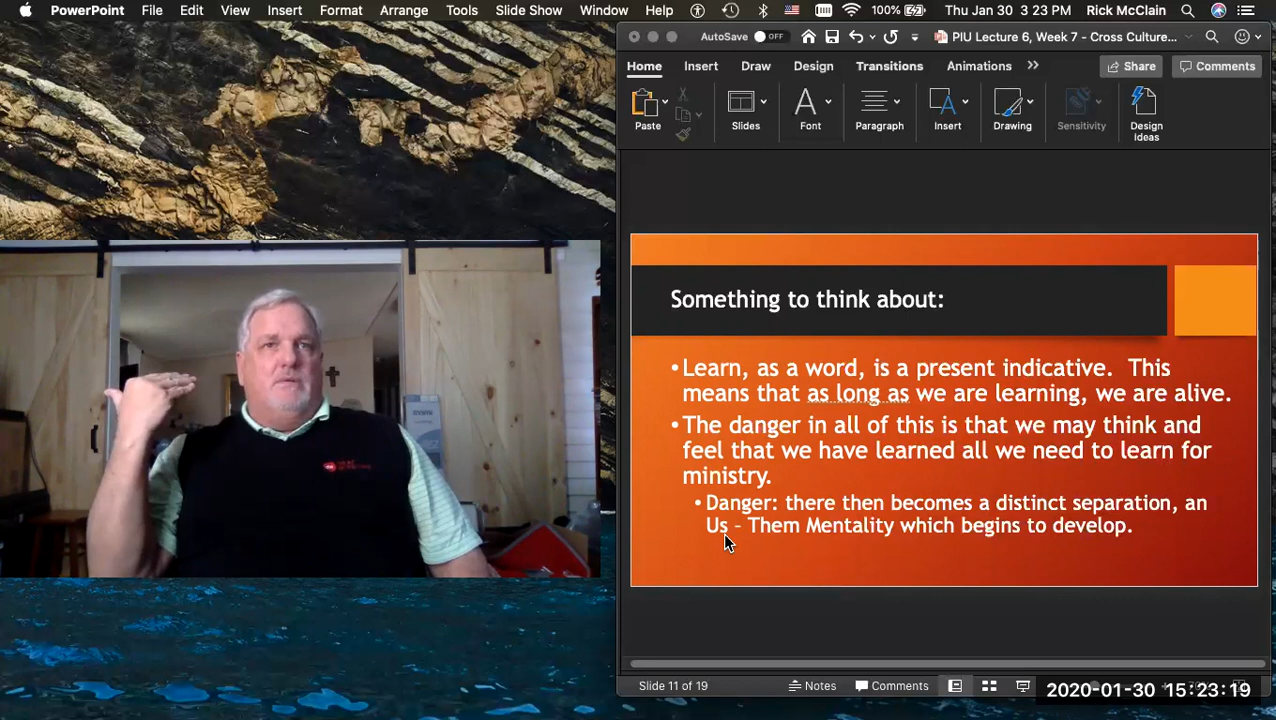 PowerPoint File Edit View Insert Format Arrange Tools Slide Show Window Help 100% Thu Jan 30 3 23 PM Rick McClain
AutoSave OFF PIU Lecture 6, Week 7 - Cross Culture...
Home Insert Draw Design Transitions Animations Share Comments
Paste Slides Font Paragraph Insert Drawing Sensitivity Design Ideas
Something to think about:
•Learn, as a word, is a present indicative. This
means that as long as we are learning, we are alive.
•The danger in all of this is that we may think and
feel that we have learned all we need to learn for
ministry.
•Danger: there then becomes a distinct separation, an
Us – Them Mentality which begins to develop.
Slide 11 of 19 Notes Comments
2020-01-30 15:23:19